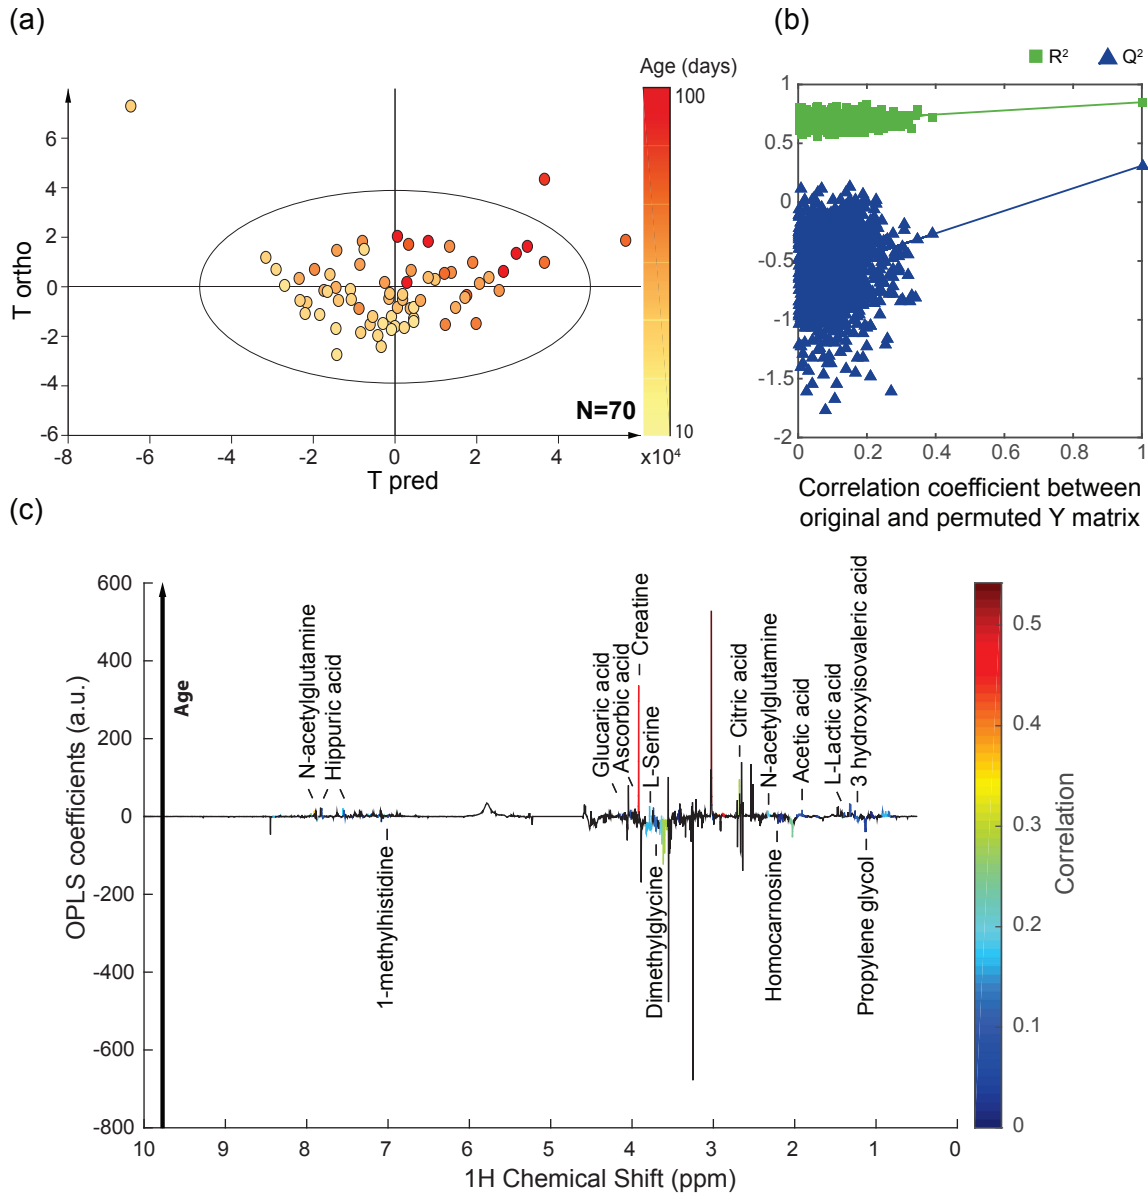 (a)
Age (days)
100
10
T ortho
6
4
2
0
-2
-4
-6
-8
-6
-4
-2
0
2
4
x10⁴
N=70
T pred
(b)
R²
Q²
1
0.5
0
-0.5
-1
-1.5
-2
0
0.2
0.4
0.6
0.8
1
Correlation coefficient between
original and permuted Y matrix
(c)
OPLS coefficients (a.u.)
600
400
200
0
-200
-400
-600
-800
Age
N-acetylglutamine
Hippuric acid
1-methylhistidine
Glucaric acid
Ascorbic acid
Creatine
L-Serine
Dimethylglycine
Citric acid
N-acetylglutamine
Homocarnosine
Acetic acid
L-Lactic acid
3 hydroxyisovaleric acid
Propylene glycol
10
9
8
7
6
5
4
3
2
1
0
1H Chemical Shift (ppm)
0.5
0.4
0.3
0.2
0.1
0
Correlation